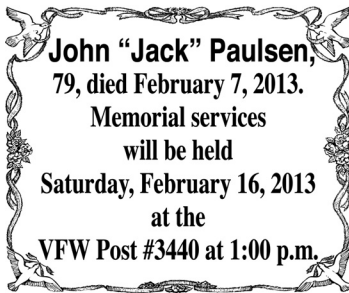 John “Jack” Paulsen,
79, died February 7, 2013.
Memorial services
will be held
Saturday, February 16, 2013
at the
VFW Post #3440 at 1:00 p.m.